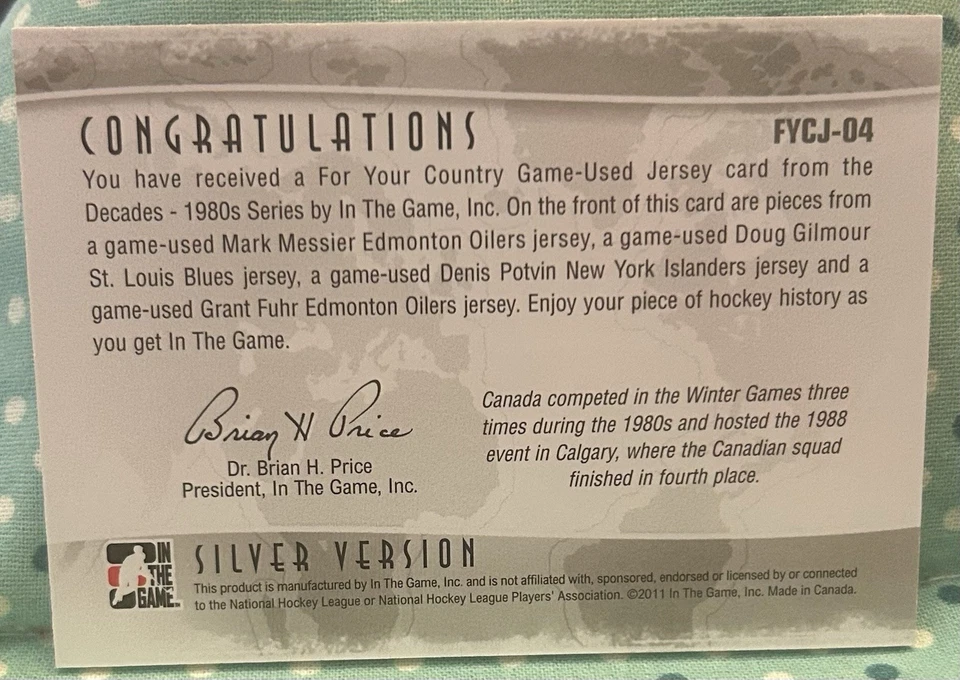 CONGRATULATIONS
FYCJ-04
You have received a For Your Country Game-Used Jersey card from the
Decades - 1980s Series by In The Game, Inc. On the front of this card are pieces from
a game-used Mark Messier Edmonton Oilers jersey, a game-used Doug Gilmour
St. Louis Blues jersey, a game-used Denis Potvin New York Islanders jersey and a
game-used Grant Fuhr Edmonton Oilers jersey. Enjoy your piece of hockey history as
you get In The Game.
Brian H Price
Dr. Brian H. Price
President, In The Game, Inc.
Canada competed in the Winter Games three
times during the 1980s and hosted the 1988
event in Calgary, where the Canadian squad
finished in fourth place.
IN
THE
GAME
SILVER VERSION
This product is manufactured by In The Game, Inc. and is not affiliated with, sponsored, endorsed or licensed by or connected
to the National Hockey League or National Hockey League Players' Association. ©2011 In The Game, Inc. Made in Canada.